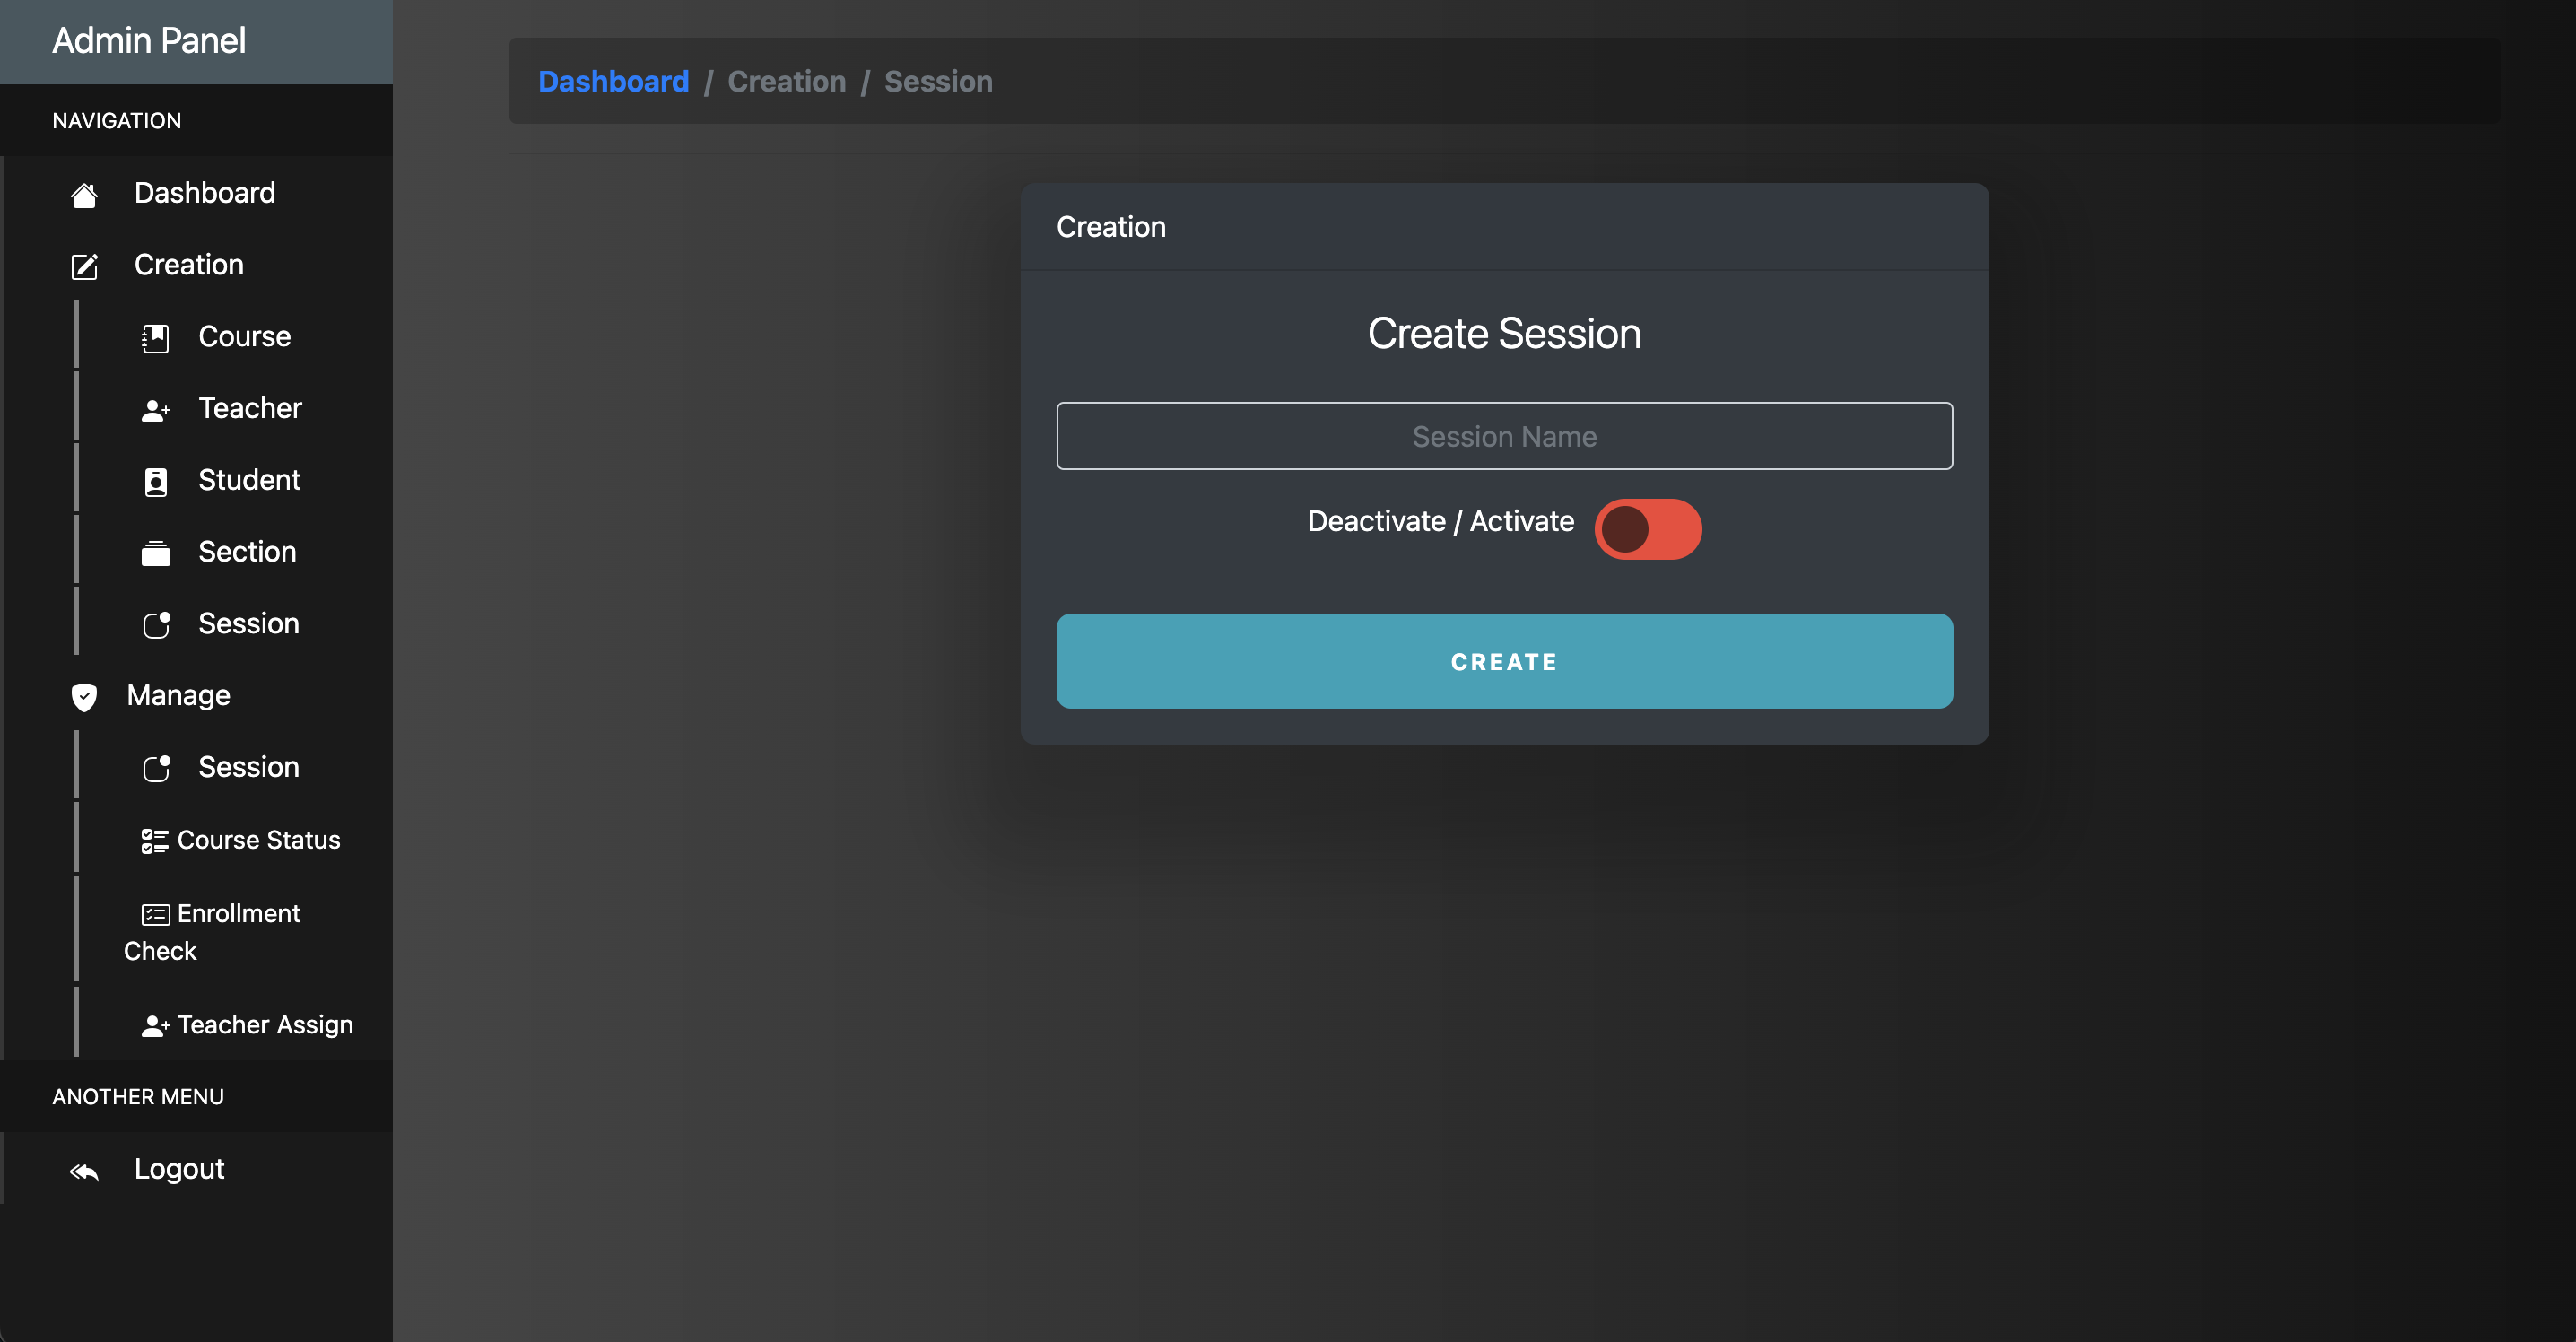 Admin Panel
NAVIGATION
Dashboard
Creation
Course
Teacher
Student
Section
Session
Manage
Session
Course Status
Enrollment
Check
Teacher Assign
ANOTHER MENU
Logout
Dashboard / Creation / Session
Creation
Create Session
Session Name
Deactivate / Activate
CREATE